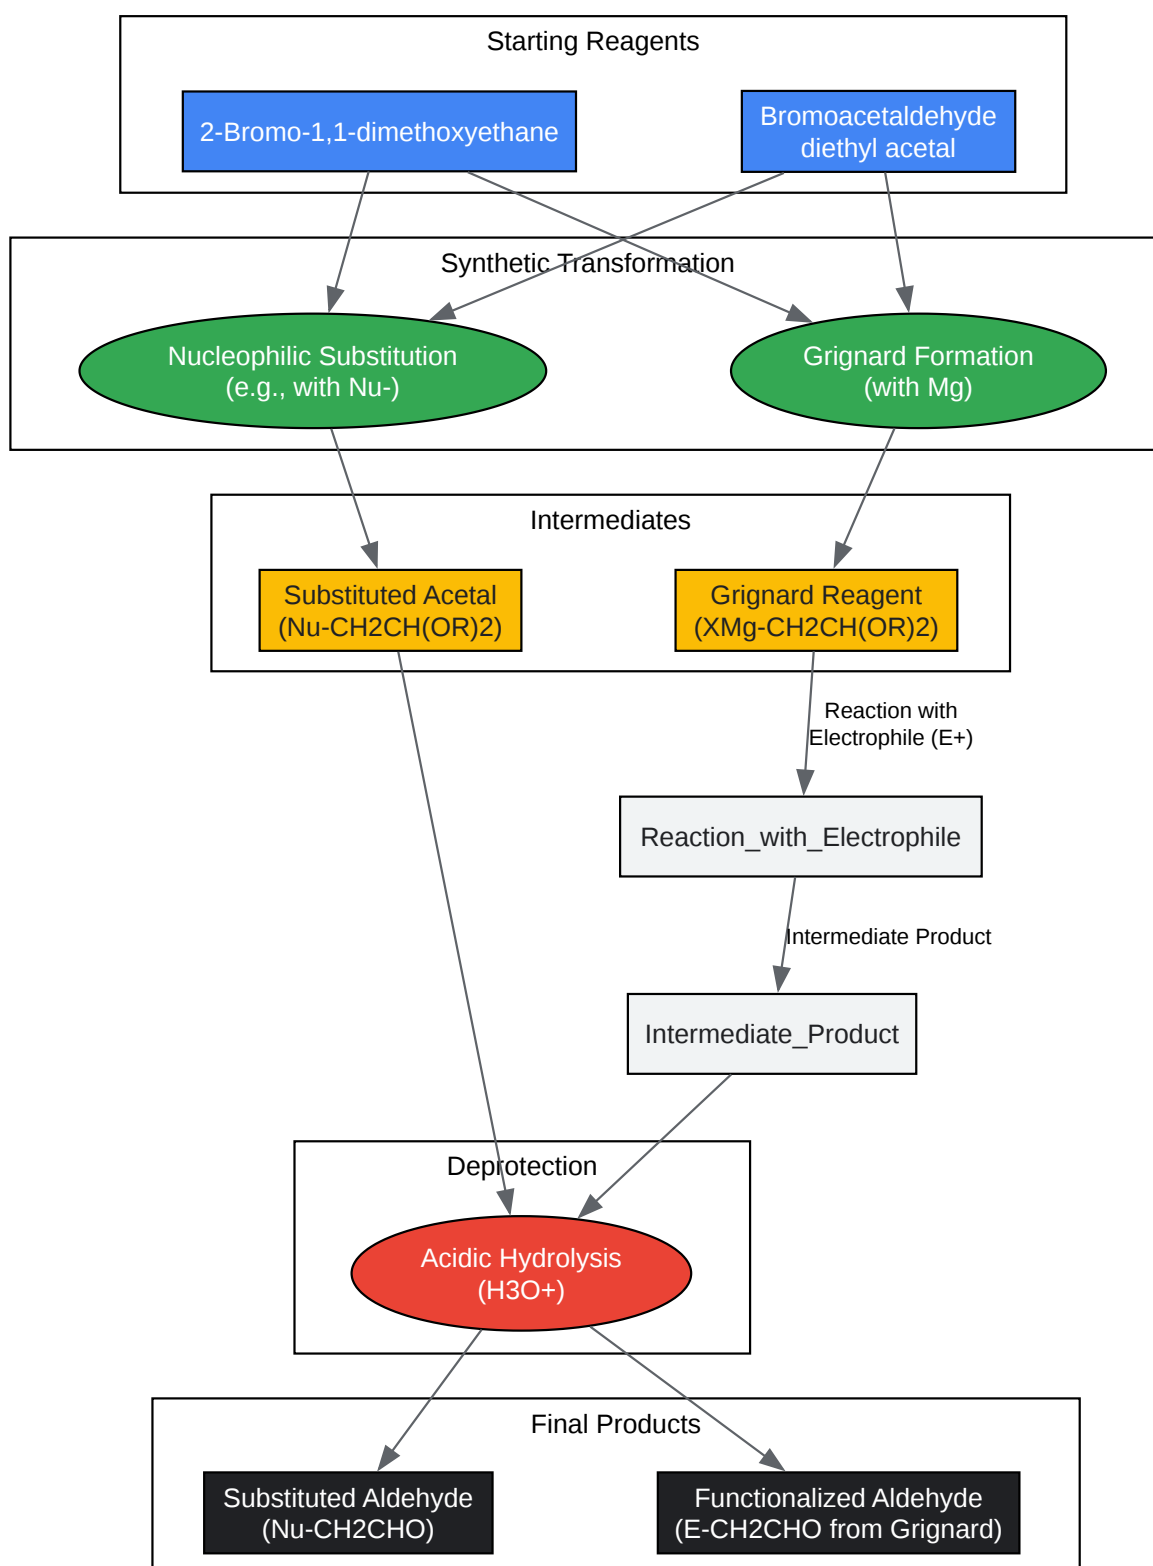 Starting Reagents
2-Bromo-1,1-dimethoxyethane
Bromoacetaldehyde
diethyl acetal
Synthetic Transformation
Nucleophilic Substitution
(e.g., with Nu-)
Grignard Formation
(with Mg)
Intermediates
Substituted Acetal
(Nu-CH2CH(OR)2)
Grignard Reagent
(XMg-CH2CH(OR)2)
Reaction with
Electrophile (E+)
Reaction_with_Electrophile
Intermediate Product
Intermediate_Product
Deprotection
Acidic Hydrolysis
(H3O+)
Final Products
Substituted Aldehyde
(Nu-CH2CHO)
Functionalized Aldehyde
(E-CH2CHO from Grignard)